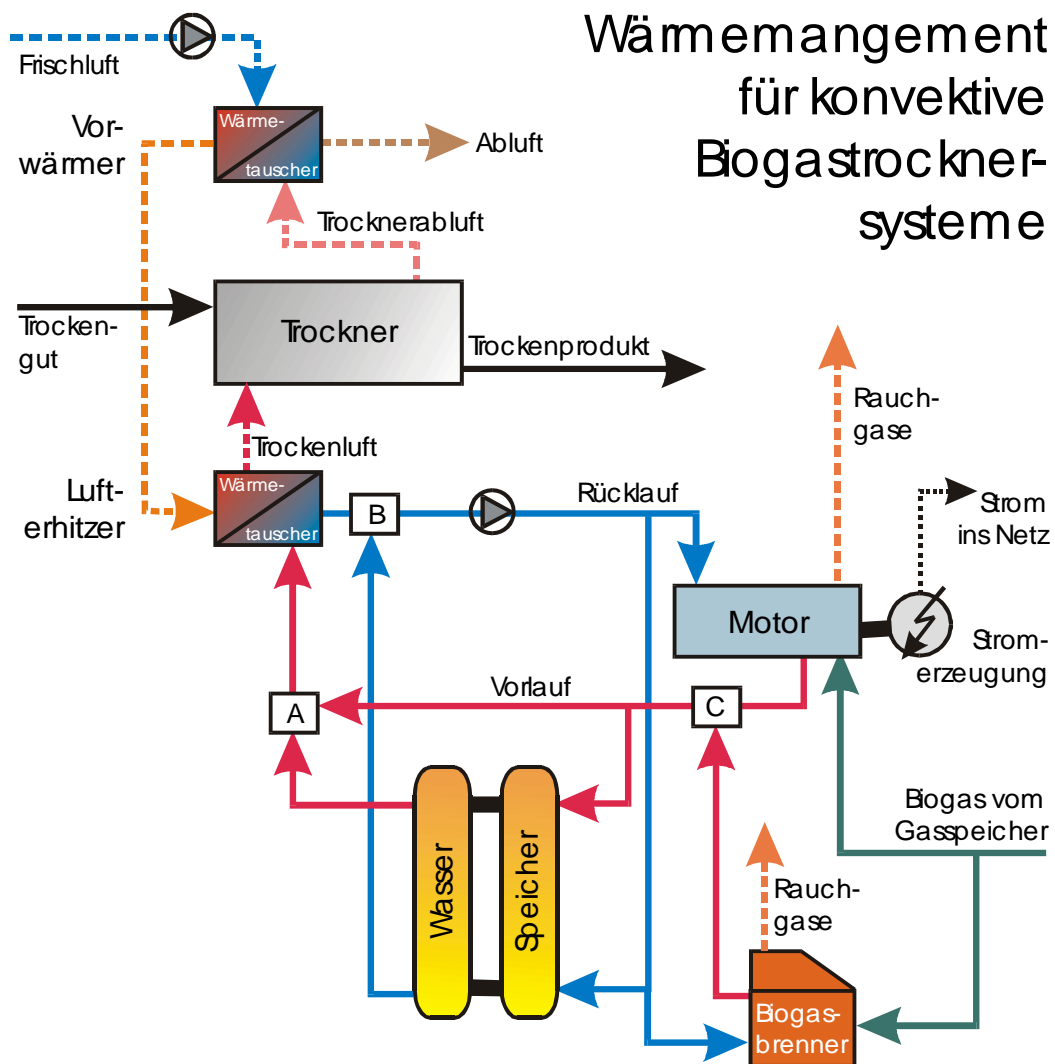 Wärmemangement
für konvektive
Biogastrockner-
systeme
Frischluft
Vor-
wärmer
Wärme-
tauscher
Abluft
Trocknerabluft
Trocken-
gut
Trockner
Trockenprodukt
Trockenluft
Luft-
erhitzer
Wärme-
tauscher
B
Rücklauf
Rauch-
gase
Strom
ins Netz
Motor
Strom-
erzeugung
Vorlauf
A
C
Wasser
Speicher
Biogas vom
Gasspeicher
Rauch-
gase
Biogas-
brenner